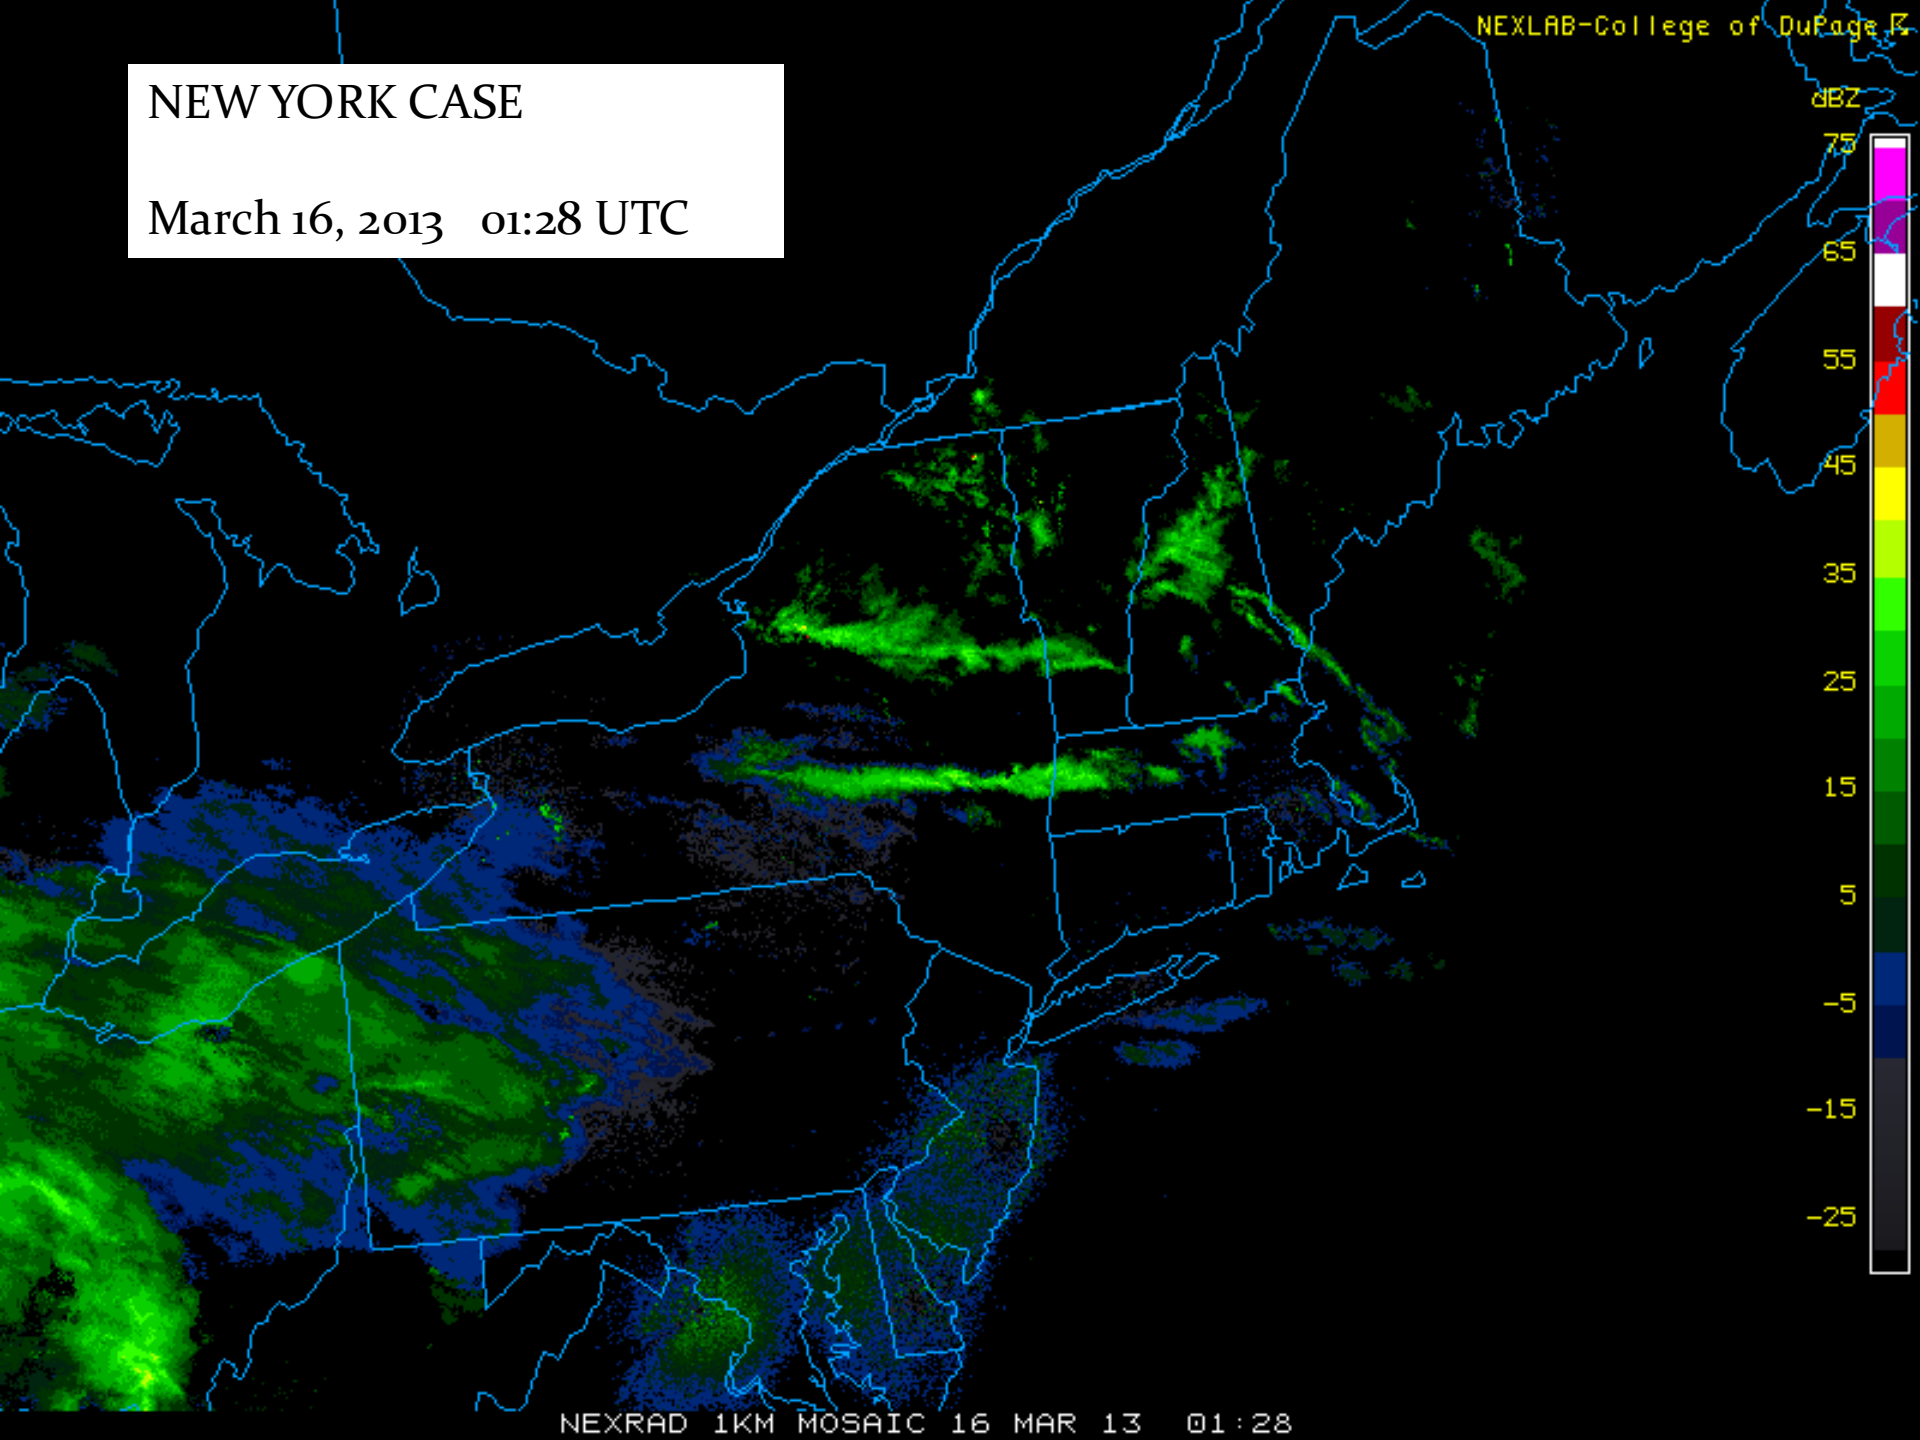 NEXLAB-College of DuPage
NEW YORK CASE
March 16, 2013 01:28 UTC
dBZ
75
65
55
45
35
25
15
5
-5
-15
-25
NEXRAD 1KM MOSAIC 16 MAR 13 01:28